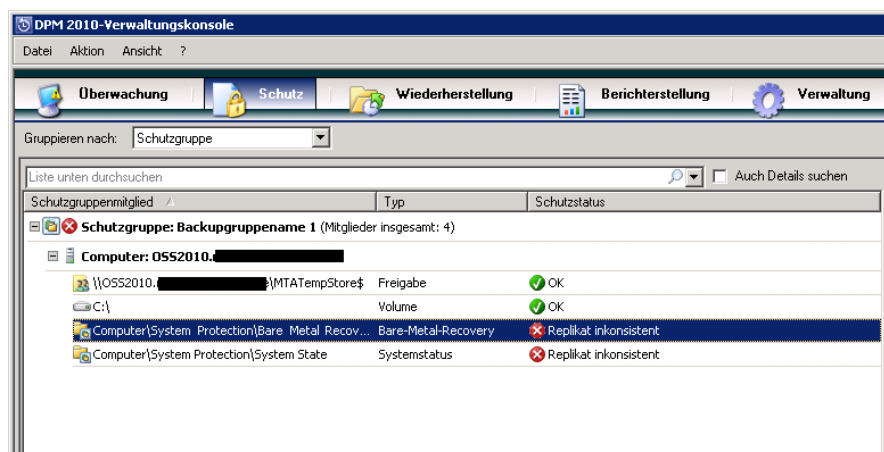 DPM 2010-Verwaltungskonsole
Datei Aktion Ansicht ?
Überwachung Schutz Wiederherstellung Berichterstellung Verwaltung
Gruppieren nach: Schutzgruppe
Liste unten durchsuchen Auch Details suchen
Schutzgruppenmitglied Typ Schutzstatus
Schutzgruppe: Backupgruppename 1 (Mitglieder insgesamt: 4)
Computer: OSS2010.
\\OSS2010. \MTATempStore$ Freigabe OK
C:\ Volume OK
Computer\System Protection\Bare Metal Recov... Bare-Metal-Recovery Replikat inkonsistent
Computer\System Protection\System State Systemstatus Replikat inkonsistent